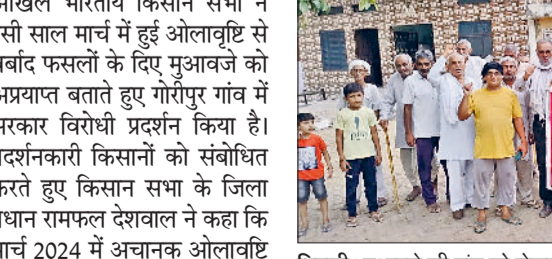 अखिल भारतीय किसान सभा ने
इसी साल मार्च में हुई ओलावृष्टि से
बर्बाद फसलों के दिए मुआवजे को
अप्रयाप्त बताते हुए गोरीपुर गांव में
सरकार विरोधी प्रदर्शन किया है।
प्रदर्शनकारी किसानों को संबोधित
करते हुए किसान सभा के जिला
प्रधान रामफल देशवाल ने कहा कि
मार्च 2024 में अचानक ओलावृष्टि